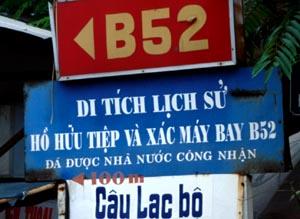 B52
DI TÍCH LỊCH SỬ
HỒ HỮU TIỆP VÀ XÁC MÁY BAY B52
ĐÃ ĐƯỢC NHÀ NƯỚC CÔNG NHẬN
100m
Câu Lạc bộ